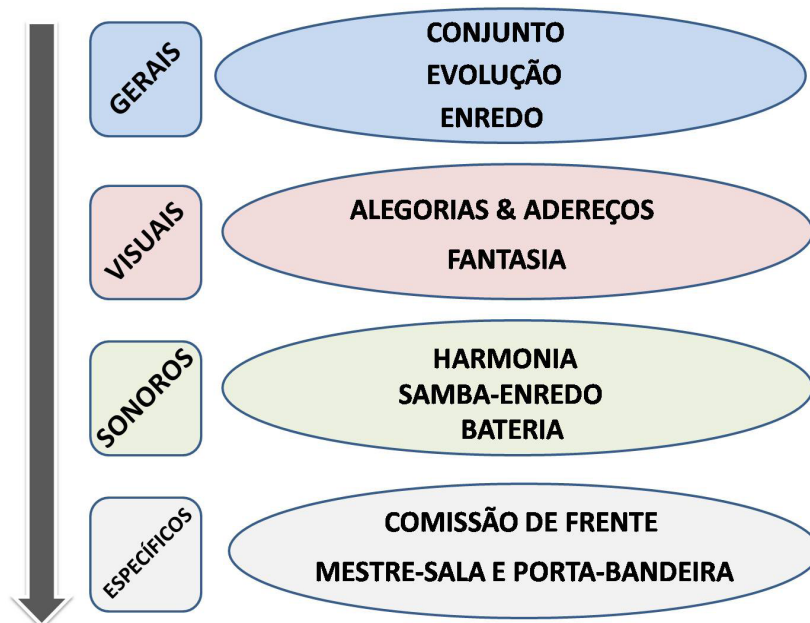 GERAIS
CONJUNTO
EVOLUÇÃO
ENREDO
VISUAIS
ALEGORIAS & ADEREÇOS
FANTASIA
SONOROS
HARMONIA
SAMBA-ENREDO
BATERIA
ESPECÍFICOS
COMISSÃO DE FRENTE
MESTRE-SALA E PORTA-BANDEIRA